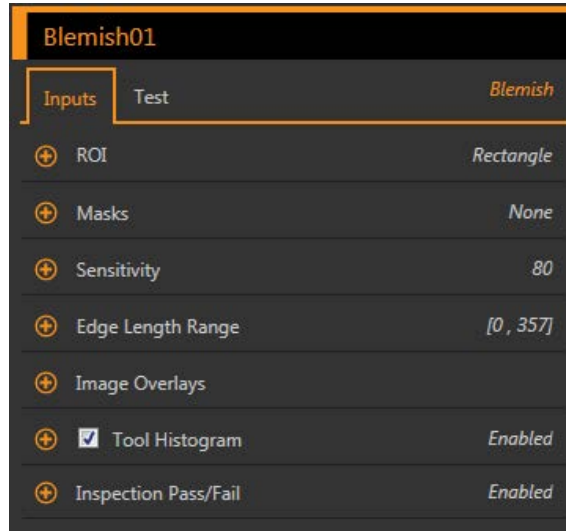 Blemish01
Inputs Test Blemish
ROI Rectangle
Masks None
Sensitivity 80
Edge Length Range [0 , 357]
Image Overlays
Tool Histogram Enabled
Inspection Pass/Fail Enabled